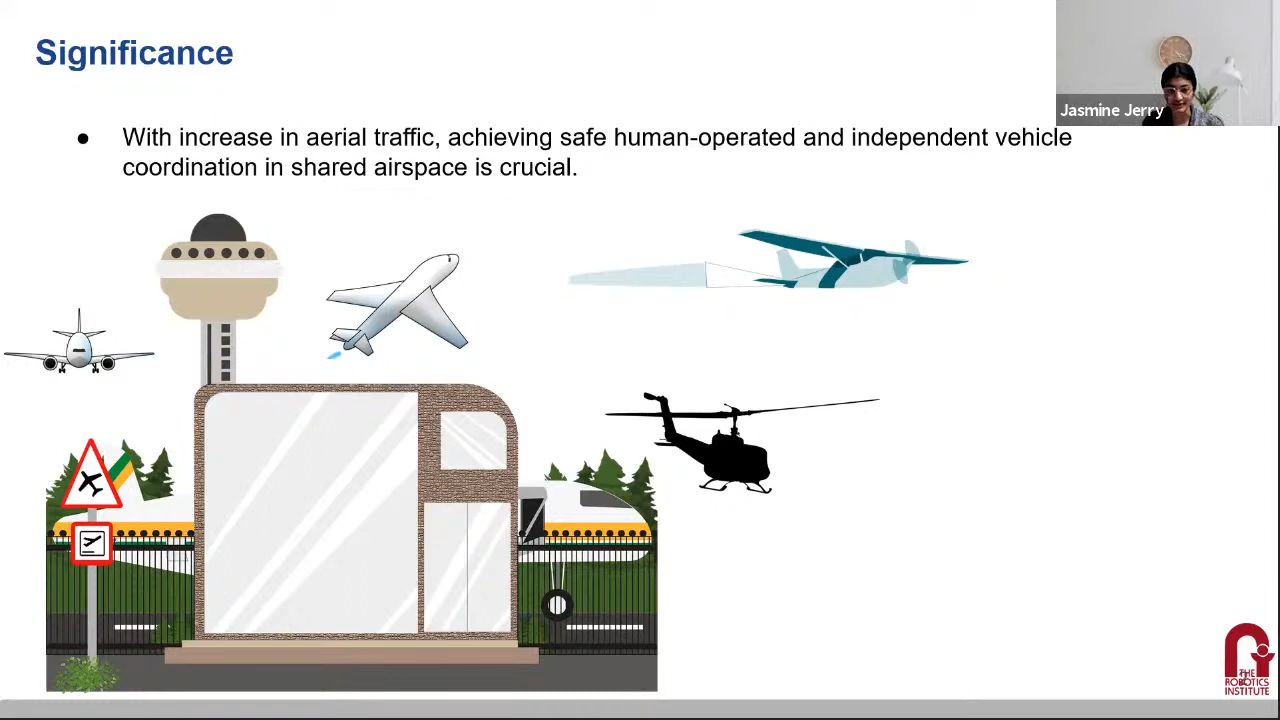 Significance
Jasmine Jerry
● With increase in aerial traffic, achieving safe human-operated and independent vehicle
coordination in shared airspace is crucial.
THE
ROBOTICS
INSTITUTE